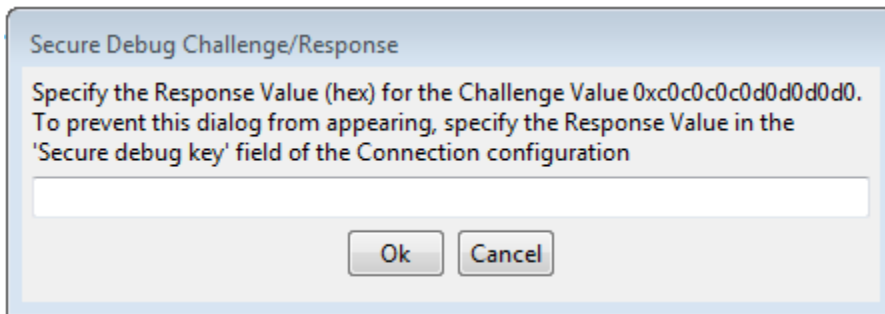 Secure Debug Challenge/Response
Specify the Response Value (hex) for the Challenge Value 0xc0c0c0c0d0d0d0d0.
To prevent this dialog from appearing, specify the Response Value in the
'Secure debug key' field of the Connection configuration
Ok Cancel